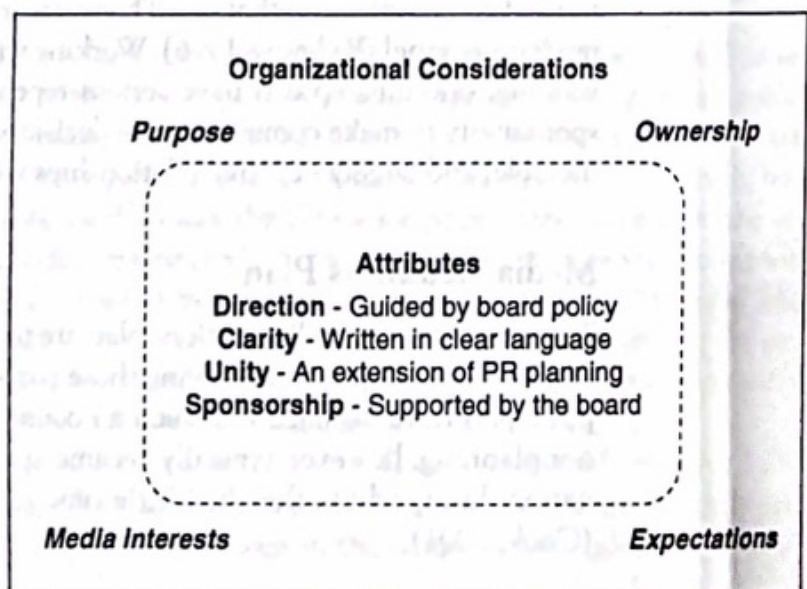 Organizational Considerations
Purpose Ownership
Attributes
Direction - Guided by board policy
Clarity - Written in clear language
Unity - An extension of PR planning
Sponsorship - Supported by the board
Media Interests Expectations